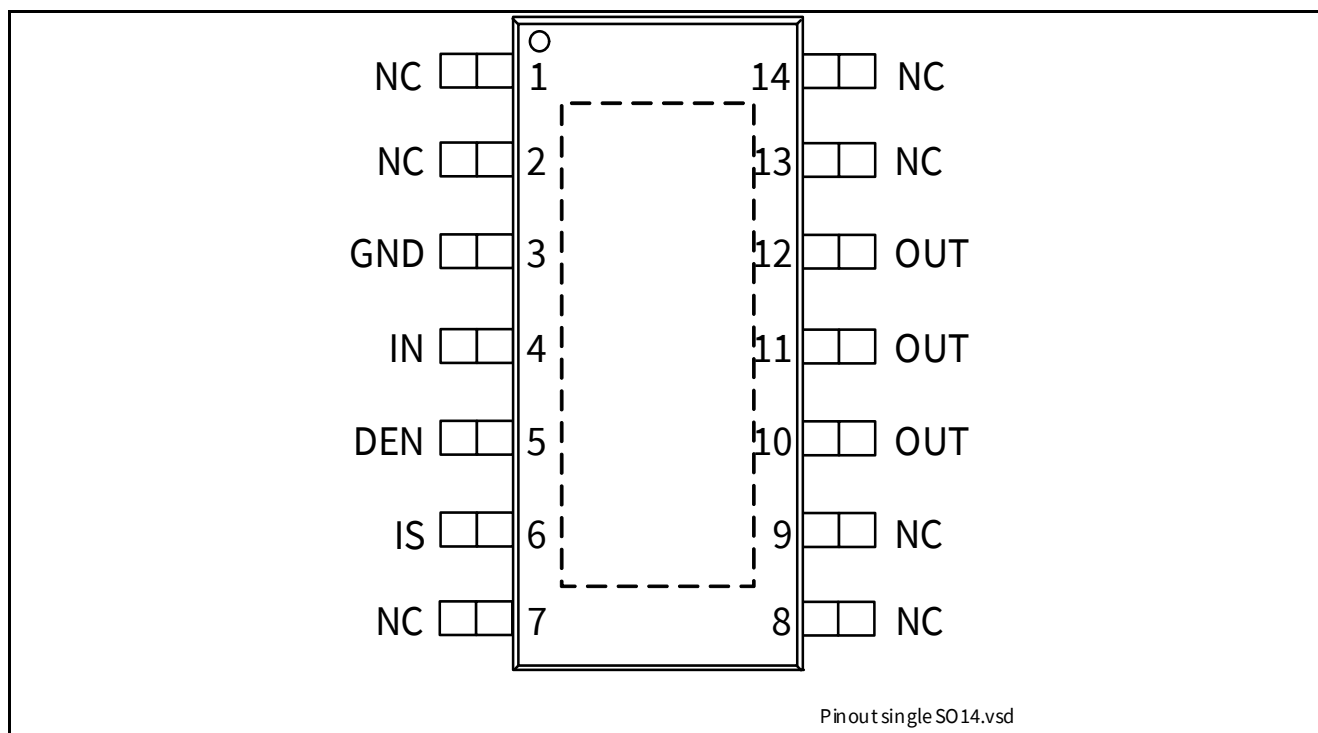 NC 1 14 NC
NC 2 13 NC
GND 3 12 OUT
IN 4 11 OUT
DEN 5 10 OUT
IS 6 9 NC
NC 7 8 NC
Pinout single SO14.vsd